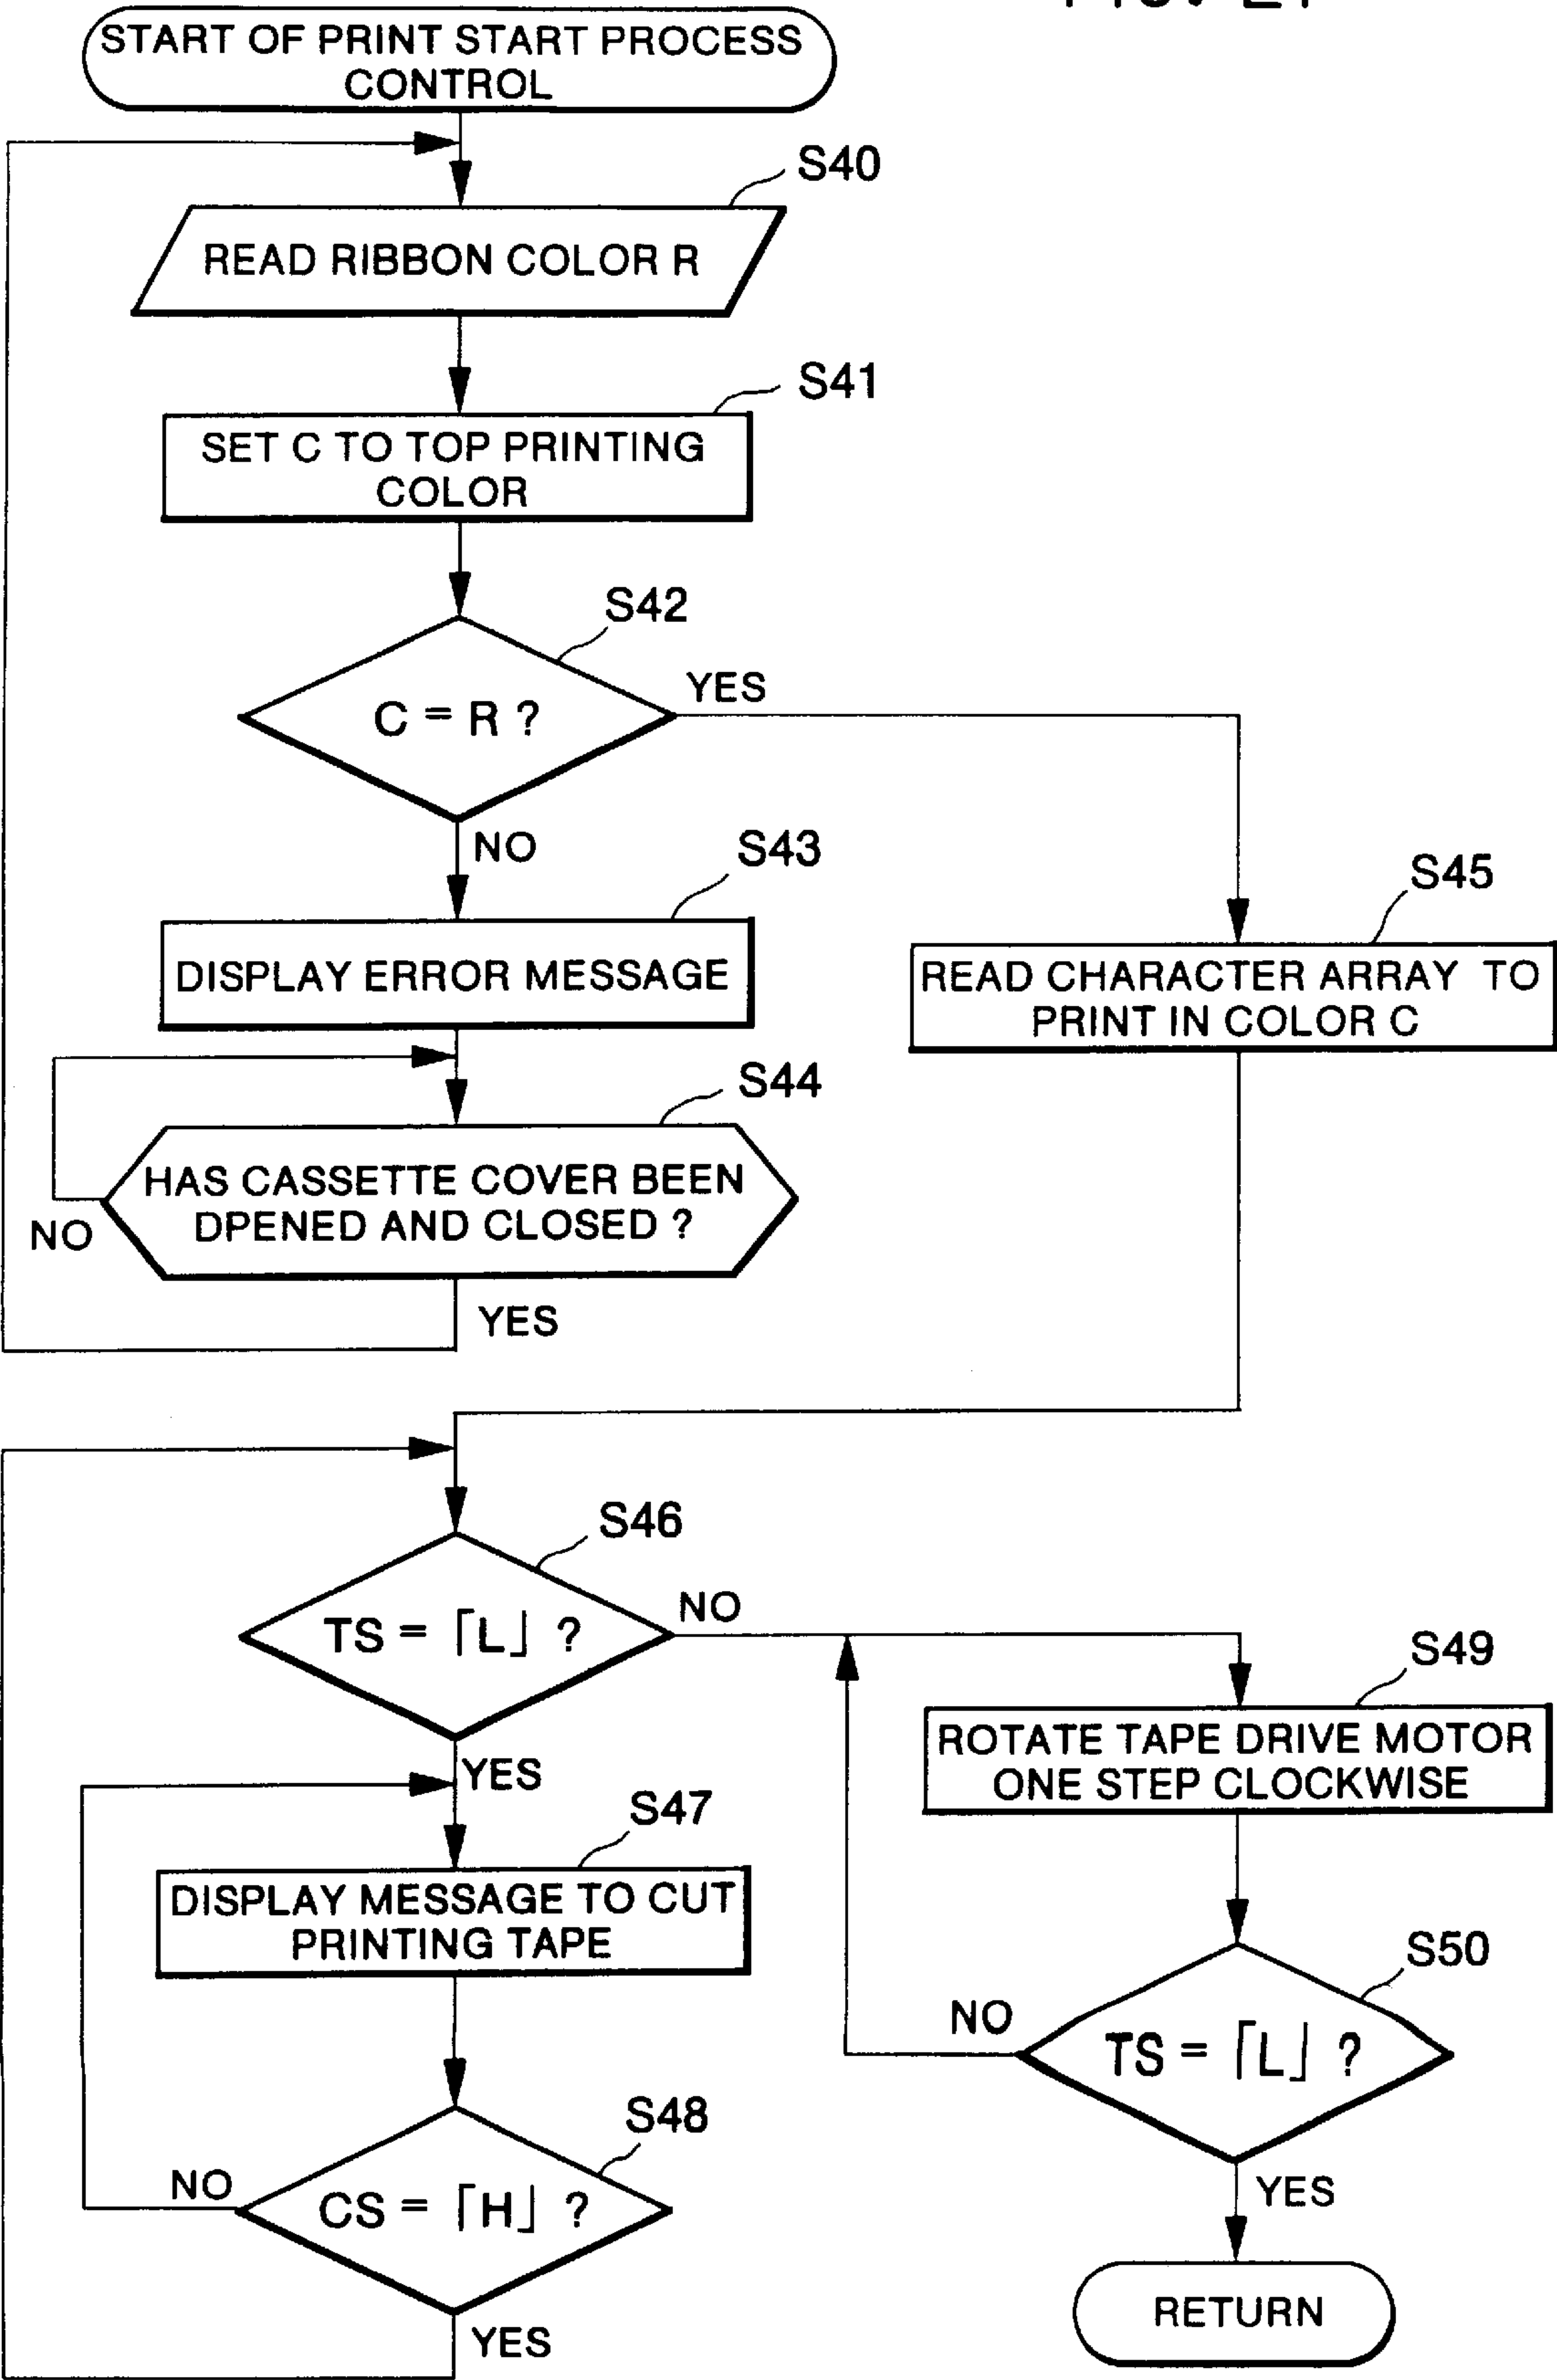 START OF PRINT START PROCESS
CONTROL
S40
READ RIBBON COLOR R
S41
SET C TO TOP PRINTING
COLOR
S42
C = R ?
YES
NO
S43
DISPLAY ERROR MESSAGE
S45
READ CHARACTER ARRAY TO
PRINT IN COLOR C
S44
HAS CASSETTE COVER BEEN
DPENED AND CLOSED ?
NO
YES
S46
TS = ⌈L⌋ ?
NO
YES
S49
ROTATE TAPE DRIVE MOTOR
ONE STEP CLOCKWISE
S47
DISPLAY MESSAGE TO CUT
PRINTING TAPE
S50
TS = ⌈L⌋ ?
NO
YES
S48
CS = ⌈H⌋ ?
NO
YES
RETURN